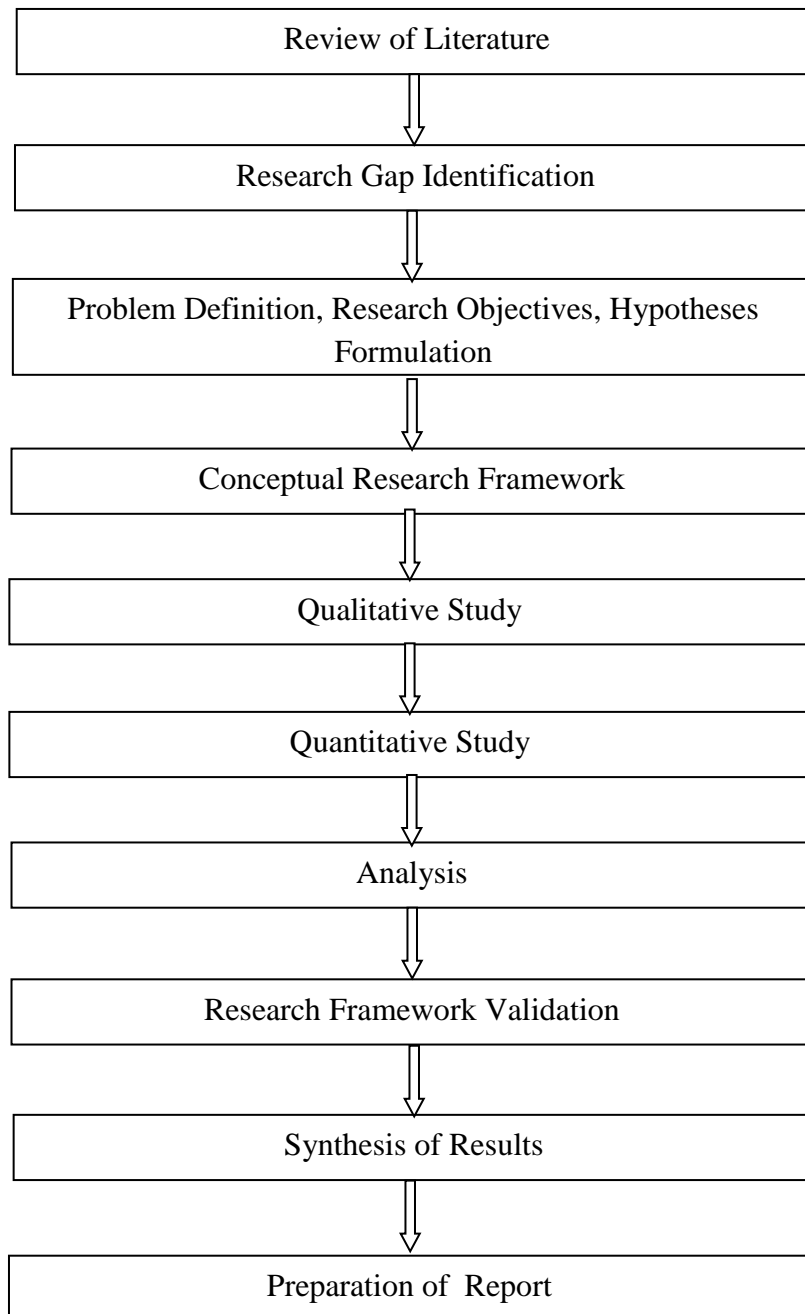 Review of Literature
Research Gap Identification
Problem Definition, Research Objectives, Hypotheses
Formulation
Conceptual Research Framework
Qualitative Study
Quantitative Study
Analysis
Research Framework Validation
Synthesis of Results
Preparation of  Report